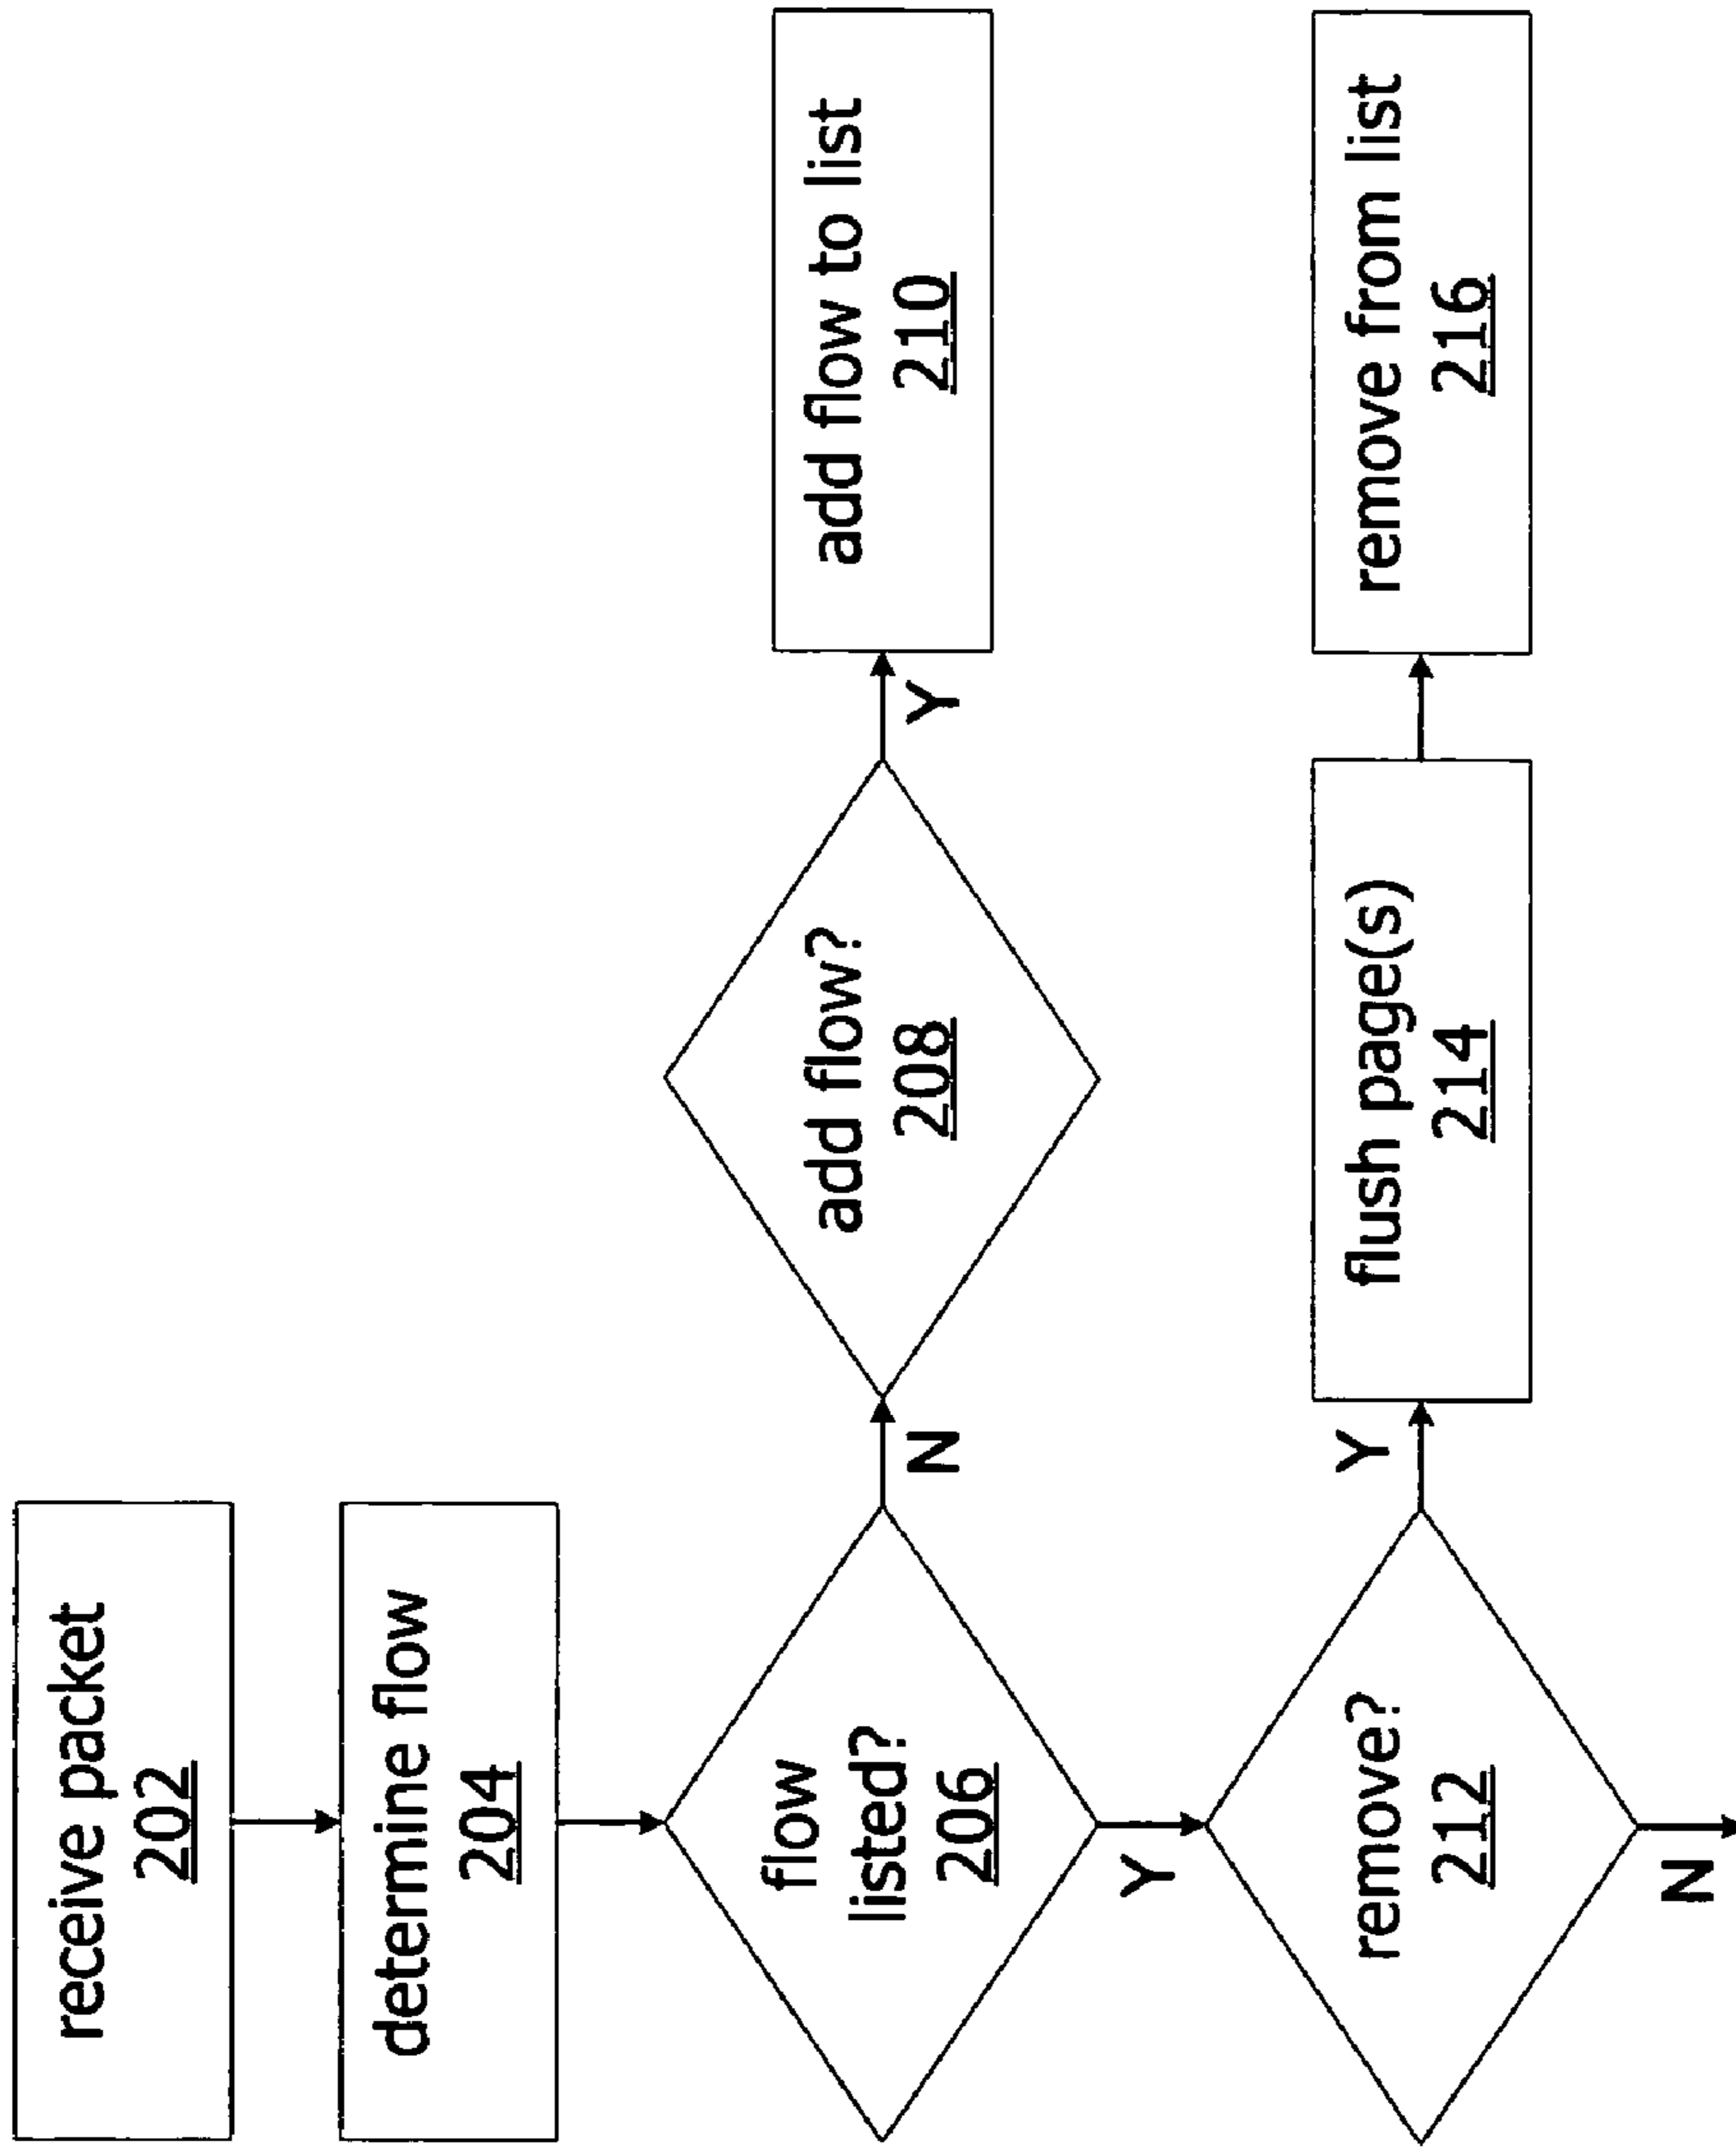 receive packet
202
determine flow
204
flow
listed?
206
N
add flow?
208
Y
add flow to list
210
Y
remove?
212
Y
flush page(s)
214
remove from list
216
N